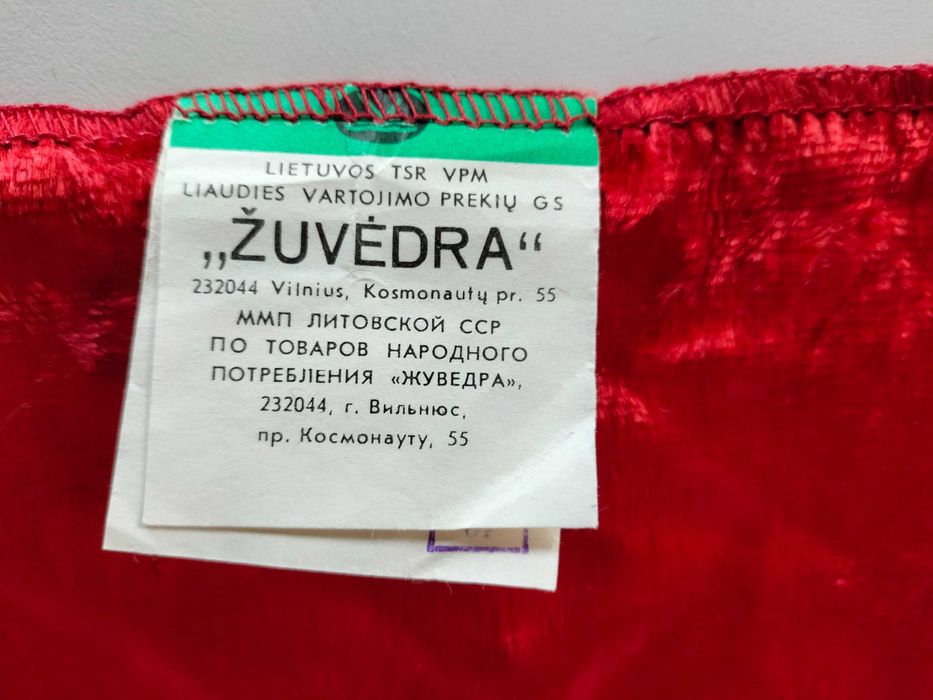 LIETUVOS TSR VPM
LIAUDIES VARTOJIMO PREKIŲ GS
„ŽUVĖDRA“
232044 Vilnius, Kosmonautų pr. 55
ММП ЛИТОВСКОЙ ССР
ПО ТОВАРОВ НАРОДНОГО
ПОТРЕБЛЕНИЯ «ЖУВЕДРА»,
232044, г. Вильнюс,
пр. Космонауту, 55